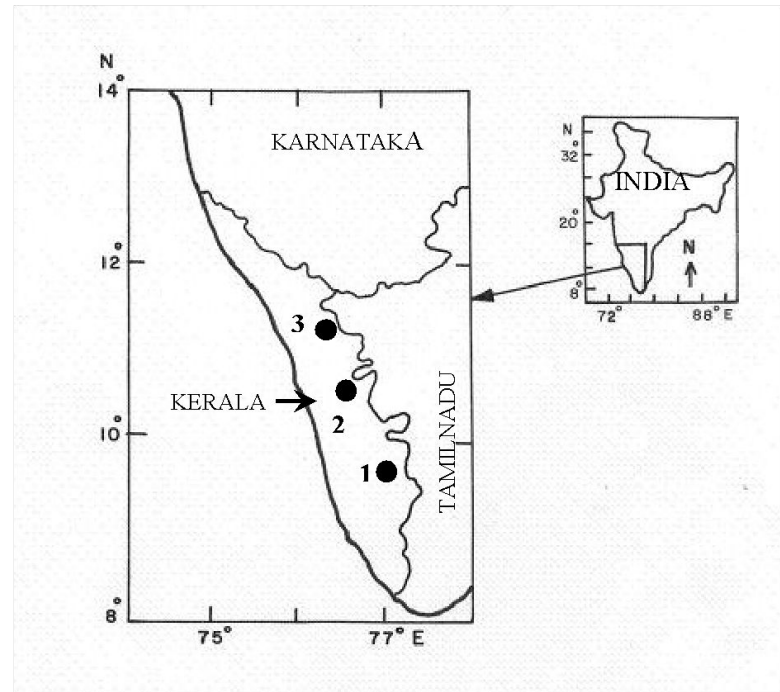 N
14°
KARNATAKA
12°
3
KERALA
2
10°
1
TAMILNADU
8°
75°
77° E
N
32°
INDIA
20°
N
8°
72°
88° E